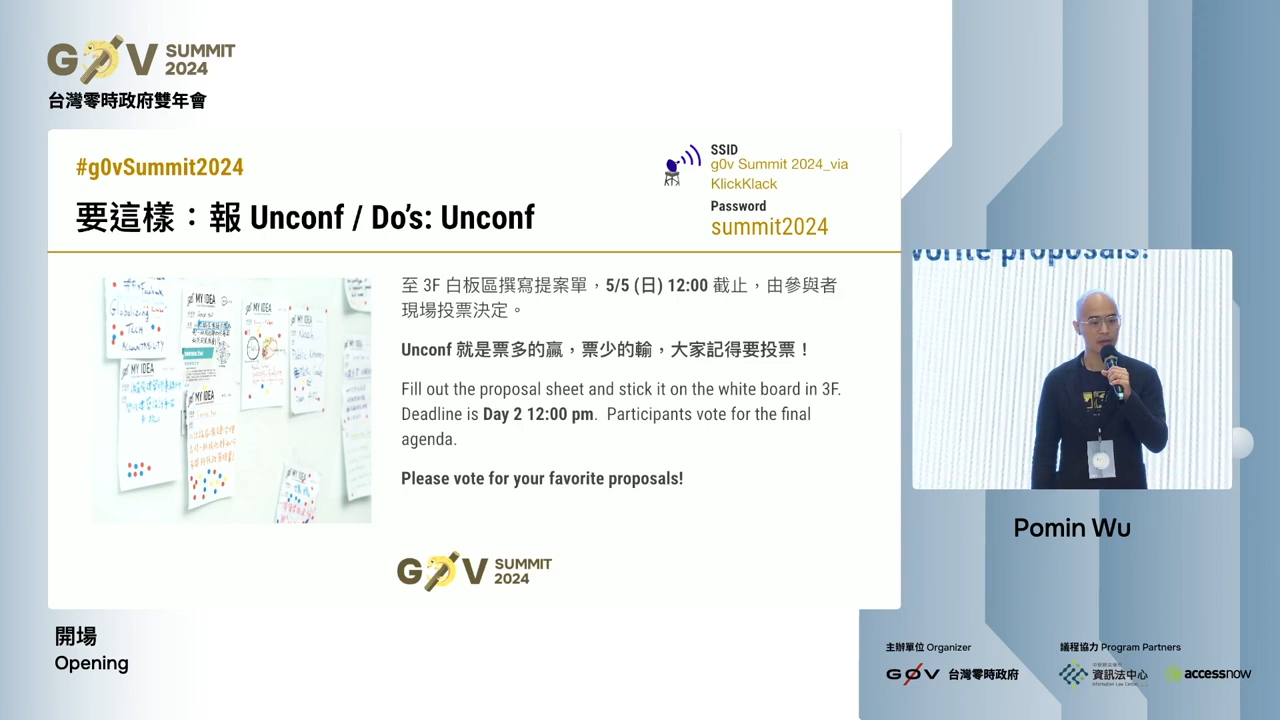 GØV SUMMIT 2024
台灣零時政府雙年會
#g0vSummit2024
要這樣：報 Unconf / Do’s: Unconf
SSID
g0v Summit 2024_via
KlickKlack
Password
summit2024
至 3F 白板區撰寫提案單，5/5 (日) 12:00 截止，由參與者
現場投票決定。
Unconf 就是票多的贏，票少的輸，大家記得要投票！
Fill out the proposal sheet and stick it on the white board in 3F.
Deadline is Day 2 12:00 pm. Participants vote for the final
agenda.
Please vote for your favorite proposals!
MY IDEA
MY IDEA
MY IDEA
MY IDEA
MY IDEA
GØV SUMMIT 2024
vorite proposals!
Pomin Wu
開場
Opening
主辦單位 Organizer
GØV 台灣零時政府
議程協力 Program Partners
資訊法中心
accessnow